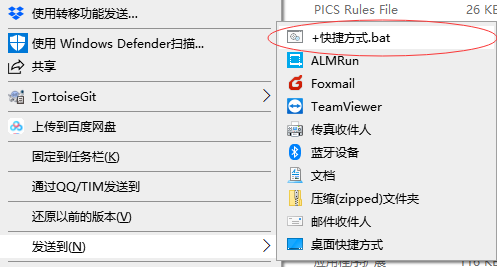 使用转移功能发送...
使用 Windows Defender扫描...
共享
TortoiseGit
上传到百度网盘
固定到任务栏(K)
通过QQ/TIM发送到
还原以前的版本(V)
发送到(N)
PICS Rules File
26 KB
+快捷方式.bat
ALMRun
Foxmail
TeamViewer
传真收件人
蓝牙设备
文档
压缩(zipped)文件夹
邮件收件人
桌面快捷方式